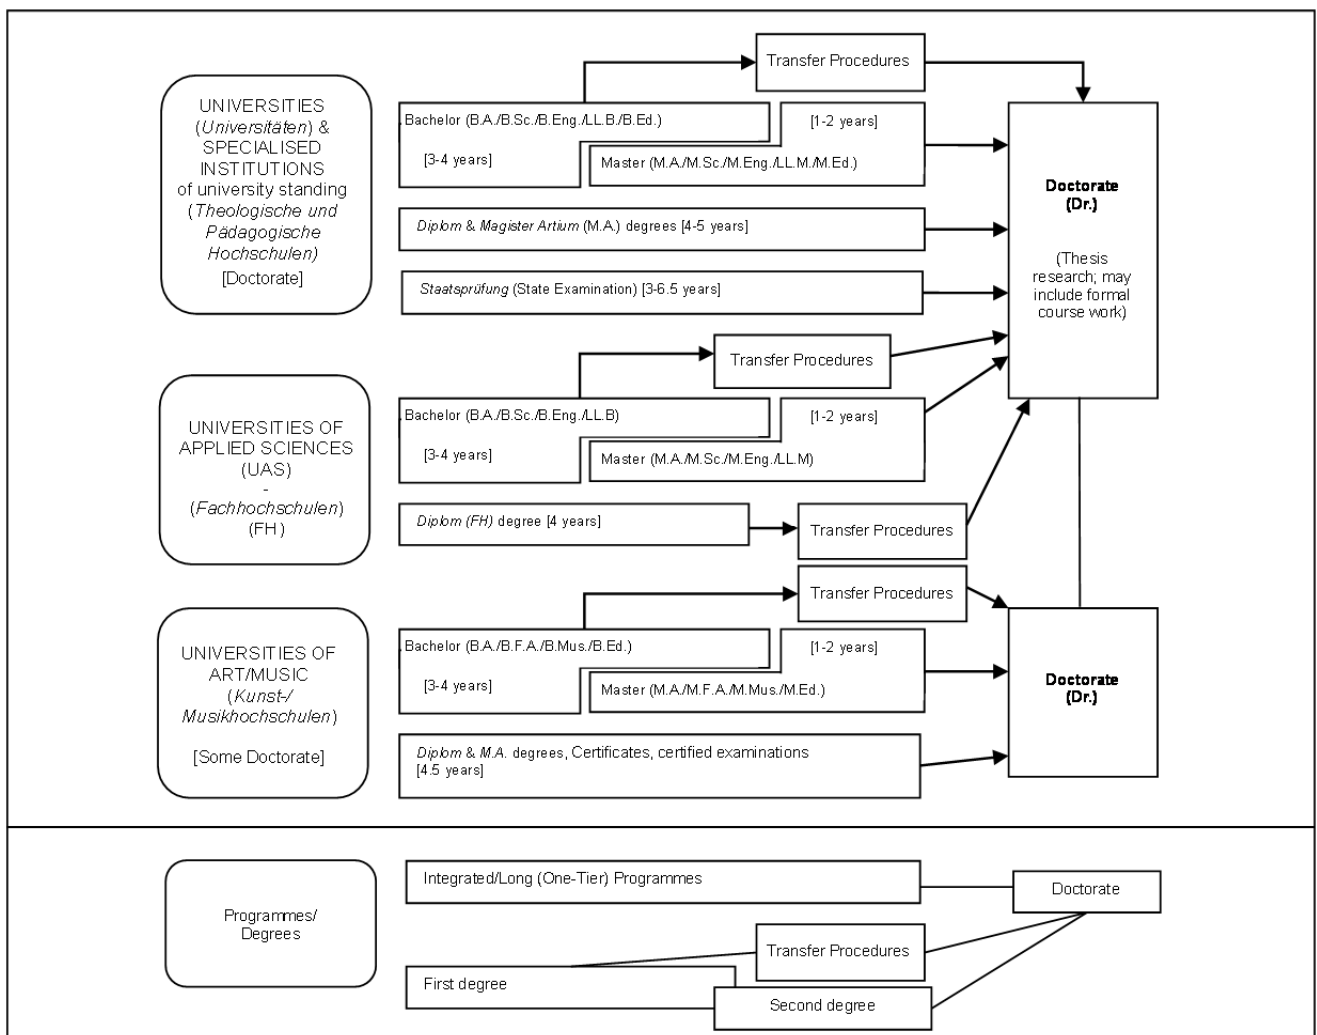 Transfer Procedures
UNIVERSITIES
(Universitäten) &
SPECIALISED
INSTITUTIONS
of university standing
(Theologische und
Pädagogische
Hochschulen)
[Doctorate]
Bachelor (B.A./B.Sc./B.Eng./LL.B./B.Ed.)
[3-4 years]
[1-2 years]
Master (M.A./M.Sc./M.Eng./LL.M./M.Ed.)
Diplom & Magister Artium (M.A.) degrees [4-5 years]
Staatsprüfung (State Examination) [3-6.5 years]
Doctorate
(Dr.)
(Thesis
research; may
include formal
course work)
Transfer Procedures
UNIVERSITIES OF
APPLIED SCIENCES
(UAS)
-
(Fachhochschulen)
(FH)
Bachelor (B.A./B.Sc./B.Eng./LL.B)
[3-4 years]
[1-2 years]
Master (M.A./M.Sc./M.Eng./LL.M)
Diplom (FH) degree [4 years]
Transfer Procedures
Transfer Procedures
UNIVERSITIES OF
ART/MUSIC
(Kunst-/
Musikhochschulen)
[Some Doctorate]
Bachelor (B.A./B.F.A./B.Mus./B.Ed.)
[3-4 years]
[1-2 years]
Master (M.A./M.F.A./M.Mus./M.Ed.)
Diplom & M.A. degrees, Certificates, certified examinations
[4.5 years]
Doctorate
(Dr.)
Programmes/
Degrees
Integrated/Long (One-Tier) Programmes
Doctorate
Transfer Procedures
First degree
Second degree